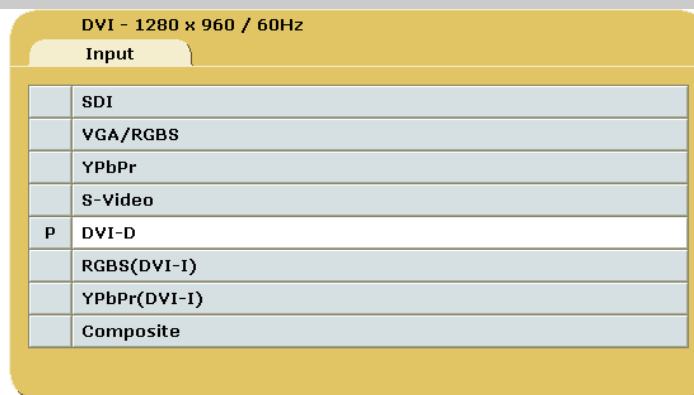 DVI - 1280 x 960 / 60Hz
Input
SDI
VGA/RGBS
YPbPr
S-Video
P DVI-D
RGBS(DVI-I)
YPbPr(DVI-I)
Composite